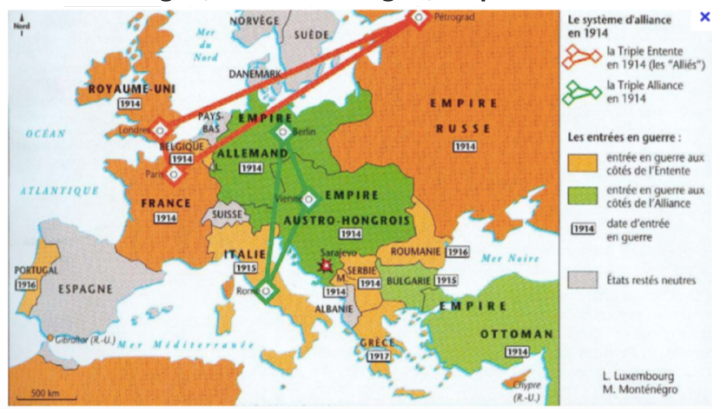 Nord
NORVÈGE
SUÈDE
Petrograd
Mer
du
Nord
DANEMARK
ROYAUME-UNI
1914
Londres
PAYS-
BAS
EMPIRE
ALLEMAND
1914
Berlin
EMPIRE
RUSSE
1914
OCÉAN
ATLANTIQUE
BELGIQUE
1914
L
Paris
FRANCE
1914
SUISSE
Vienne
EMPIRE
AUSTRO-HONGROIS
1914
ITALIE
1915
Rome
Sarajevo
ROUMANIE
1916
Mer Noire
M
1914
SERBIE
1914
BULGARIE
1915
ALBANIE
PORTUGAL
1916
ESPAGNE
Gibraltar (R.-U.)
Mer Méditerranée
GRÈCE
1917
EMPIRE
OTTOMAN
1914
Chypre
(R.-U.)
500 km
Le système d'alliance
en 1914
la Triple Entente
en 1914 (les "Alliés")
la Triple Alliance
en 1914
Les entrées en guerre :
entrée en guerre aux
côtés de l'Entente
entrée en guerre aux
côtés de l'Alliance
1914
date d'entrée
en guerre
États restés neutres
L. Luxembourg
M. Monténégro